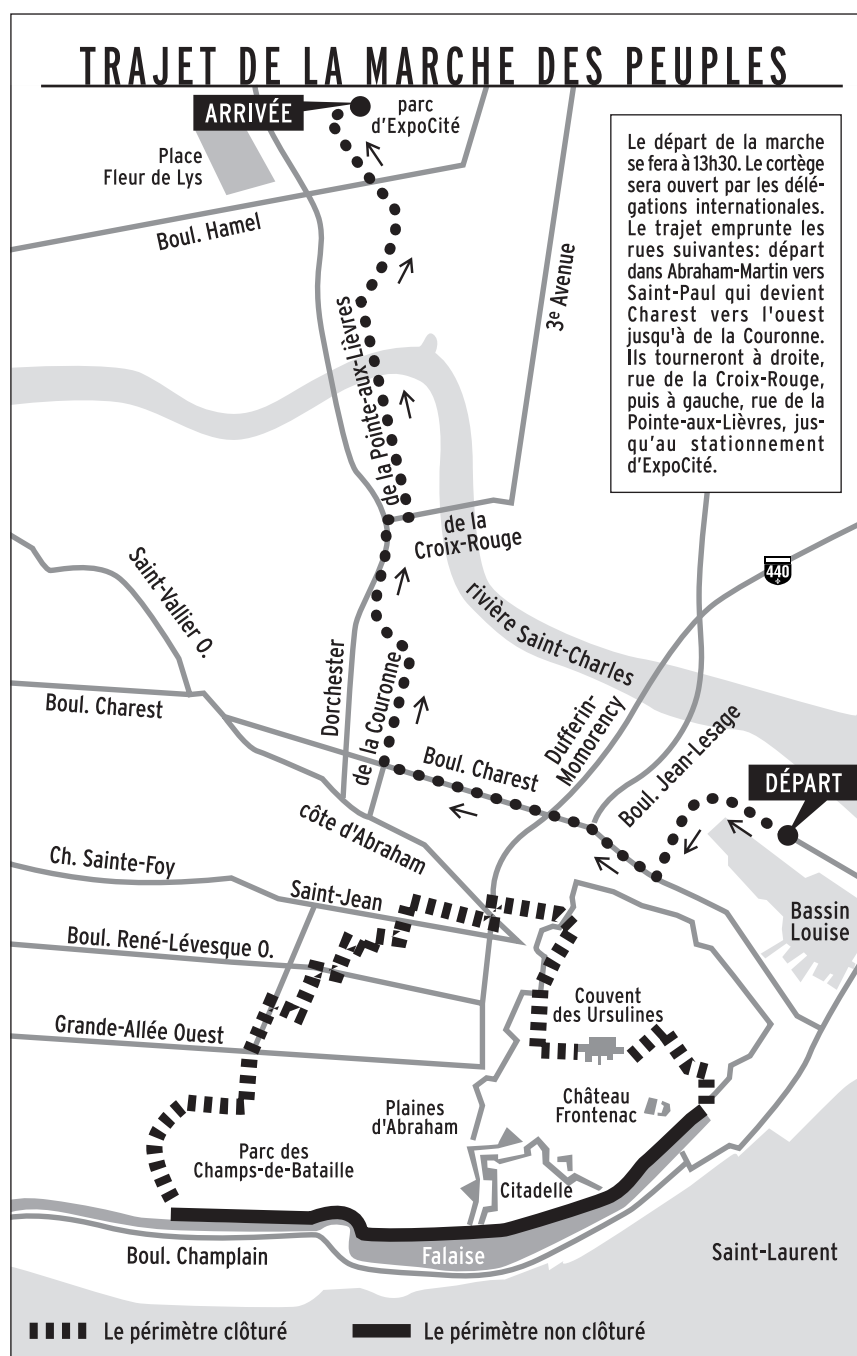 TRAJET DE LA MARCHE DES PEUPLES
ARRIVÉE
parc
d'ExpoCité
Place
Fleur de Lys
Boul. Hamel
3e Avenue
Le départ de la marche
se fera à 13h30. Le cortège
sera ouvert par les délé-
gations internationales.
Le trajet emprunte les
rues suivantes: départ
dans Abraham-Martin vers
Saint-Paul qui devient
Charest vers l'ouest
jusqu'à de la Couronne.
Ils tourneront à droite,
rue de la Croix-Rouge,
puis à gauche, rue de la
Pointe-aux-Lièvres, jus-
qu'au stationnement
d'ExpoCité.
de la Pointe-aux-Lièvres
de la
Croix-Rouge
440
Saint-Vallier O.
rivière Saint-Charles
Dorchester
de la Couronne
Boul. Charest
Boul. Charest
Dufferin-
Momorency
Boul. Jean-Lesage
DÉPART
côte d'Abraham
Ch. Sainte-Foy
Saint-Jean
Bassin
Louise
Boul. René-Lévesque O.
Couvent
des Ursulines
Grande-Allée Ouest
Château
Frontenac
Plaines
d'Abraham
Parc des
Champs-de-Bataille
Citadelle
Boul. Champlain
Falaise
Saint-Laurent
Le périmètre clôturé
Le périmètre non clôturé